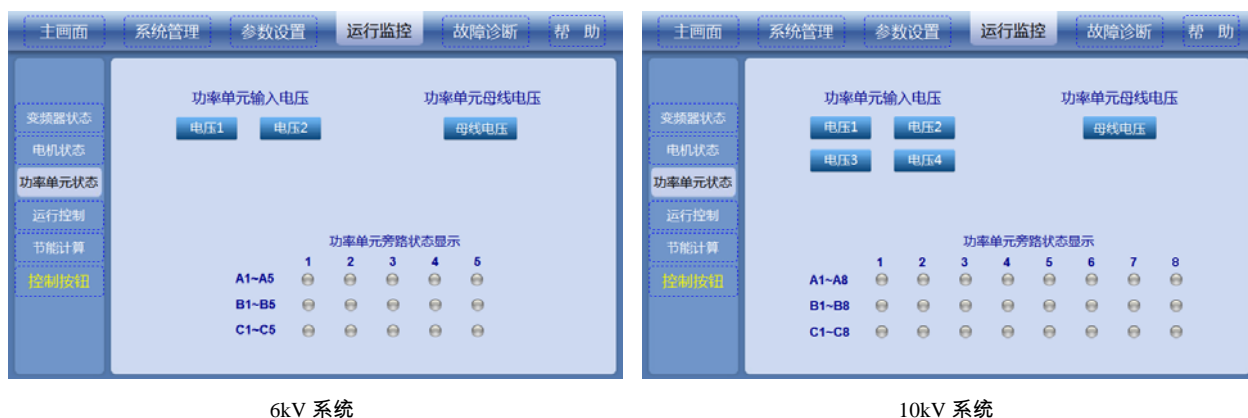 主画面 系统管理 参数设置 运行监控 故障诊断 帮 助
变频器状态
电机状态
功率单元状态
运行控制
节能计算
控制按钮
功率单元输入电压 功率单元母线电压
电压1 电压2 母线电压
功率单元旁路状态显示
1 2 3 4 5
A1~A5
B1~B5
C1~C5
6kV 系统
主画面 系统管理 参数设置 运行监控 故障诊断 帮 助
变频器状态
电机状态
功率单元状态
运行控制
节能计算
控制按钮
功率单元输入电压 功率单元母线电压
电压1 电压2 母线电压
电压3 电压4
功率单元旁路状态显示
1 2 3 4 5 6 7 8
A1~A8
B1~B8
C1~C8
10kV 系统